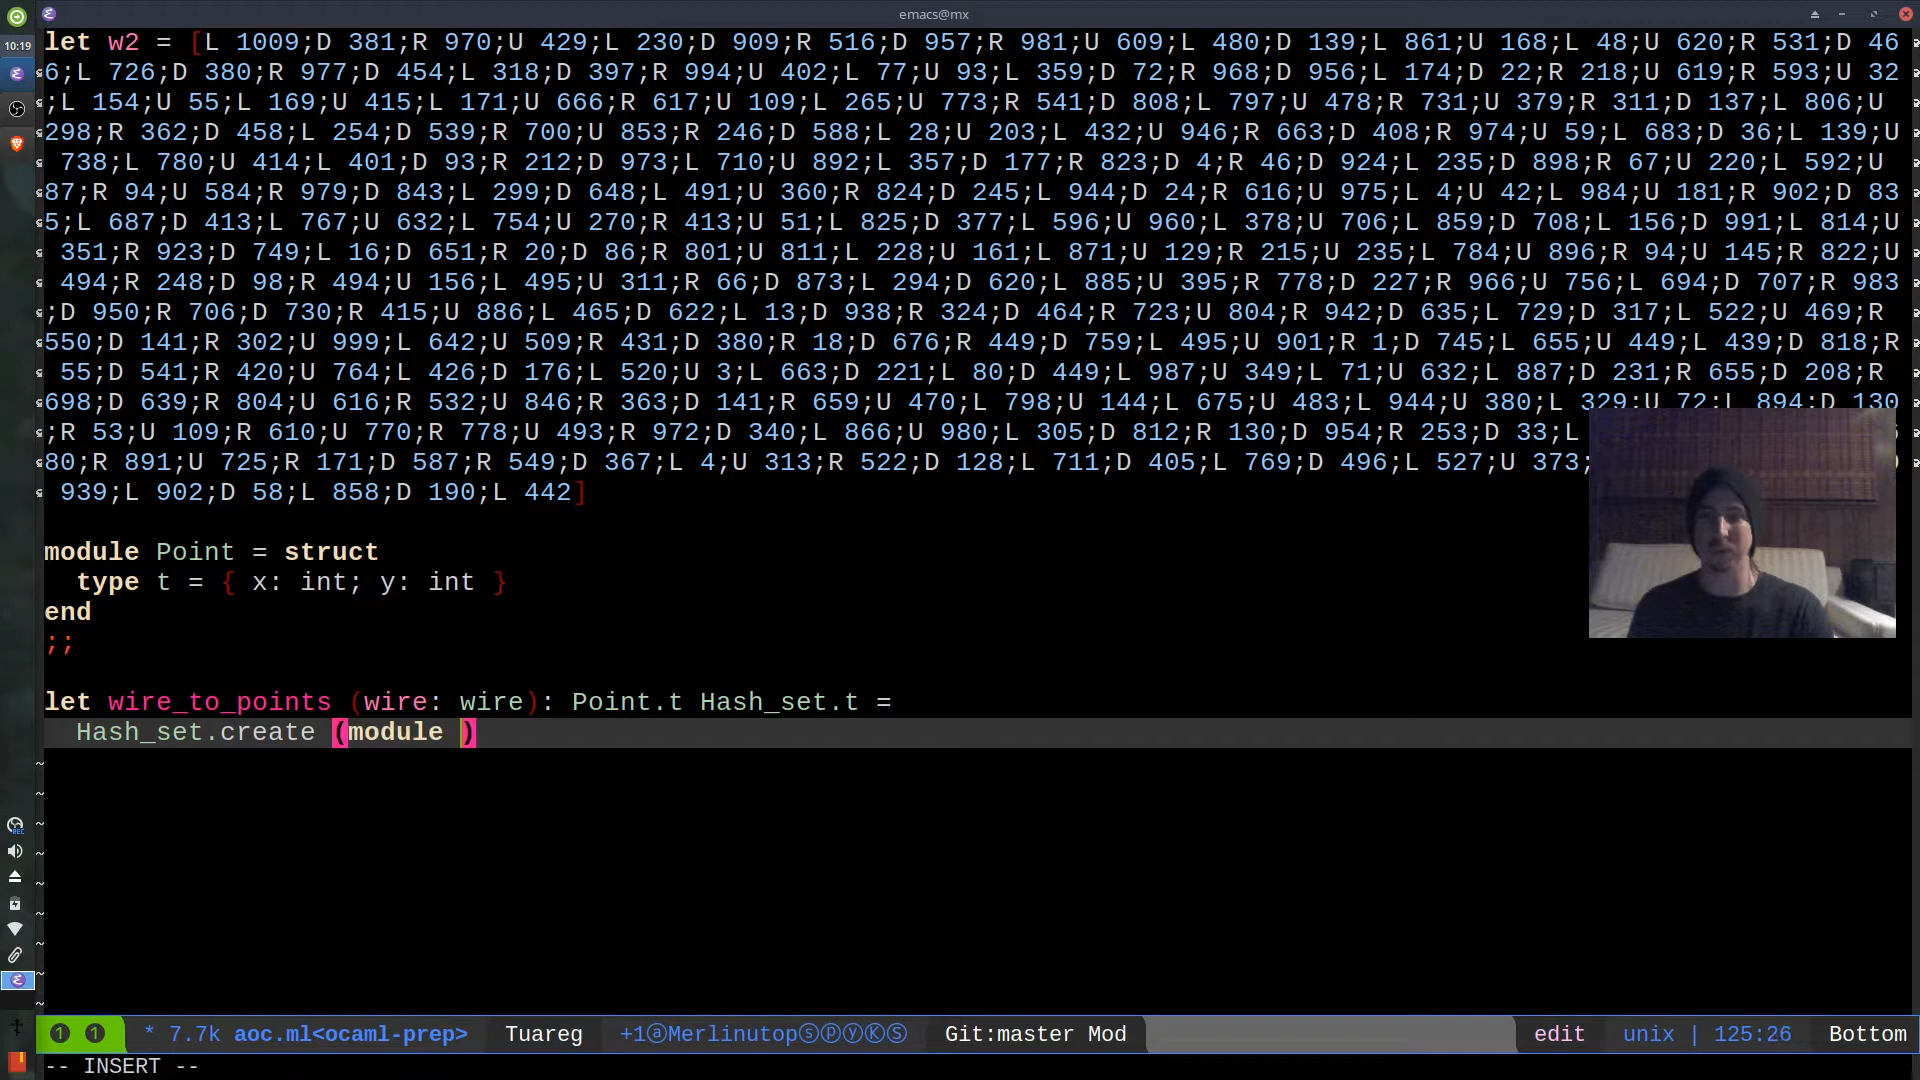 emacs@mx
10:19
let w2 = [L 1009;D 381;R 970;U 429;L 230;D 909;R 516;D 957;R 981;U 609;L 480;D 139;L 861;U 168;L 48;U 620;R 531;D 46
6;L 726;D 380;R 977;D 454;L 318;D 397;R 994;U 402;L 77;U 93;L 359;D 72;R 968;D 956;L 174;D 22;R 218;U 619;R 593;U 32
;L 154;U 55;L 169;U 415;L 171;U 666;R 617;U 109;L 265;U 773;R 541;D 808;L 797;U 478;R 731;U 379;R 311;D 137;L 806;U
298;R 362;D 458;L 254;D 539;R 700;U 853;R 246;D 588;L 28;U 203;L 432;U 946;R 663;D 408;R 974;U 59;L 683;D 36;L 139;U
738;L 780;U 414;L 401;D 93;R 212;D 973;L 710;U 892;L 357;D 177;R 823;D 4;R 46;D 924;L 235;D 898;R 67;U 220;L 592;U
87;R 94;U 584;R 979;D 843;L 299;D 648;L 491;U 360;R 824;D 245;L 944;D 24;R 616;U 975;L 4;U 42;L 984;U 181;R 902;D 83
5;L 687;D 413;L 767;U 632;L 754;U 270;R 413;U 51;L 825;D 377;L 596;U 960;L 378;U 706;L 859;D 708;L 156;D 991;L 814;U
351;R 923;D 749;L 16;D 651;R 20;D 86;R 801;U 811;L 228;U 161;L 871;U 129;R 215;U 235;L 784;U 896;R 94;U 145;R 822;U
494;R 248;D 98;R 494;U 156;L 495;U 311;R 66;D 873;L 294;D 620;L 885;U 395;R 778;D 227;R 966;U 756;L 694;D 707;R 983
;D 950;R 706;D 730;R 415;U 886;L 465;D 622;L 13;D 938;R 324;D 464;R 723;U 804;R 942;D 635;L 729;D 317;L 522;U 469;R
550;D 141;R 302;U 999;L 642;U 509;R 431;D 380;R 18;D 676;R 449;D 759;L 495;U 901;R 1;D 745;L 655;U 449;L 439;D 818;R
55;D 541;R 420;U 764;L 426;D 176;L 520;U 3;L 663;D 221;L 80;D 449;L 987;U 349;L 71;U 632;L 887;D 231;R 655;D 208;R
698;D 639;R 804;U 616;R 532;U 846;R 363;D 141;R 659;U 470;L 798;U 144;L 675;U 483;L 944;U 380;L 329;U 72;L 894;D 130
;R 53;U 109;R 610;U 770;R 778;U 493;R 972;D 340;L 866;U 980;L 305;D 812;R 130;D 954;R 253;D 33;L
80;R 891;U 725;R 171;D 587;R 549;D 367;L 4;U 313;R 522;D 128;L 711;D 405;L 769;D 496;L 527;U 373;
939;L 902;D 58;L 858;D 190;L 442]
module Point = struct
type t = { x: int; y: int }
end
;;
let wire_to_points (wire: wire): Point.t Hash_set.t =
Hash_set.create (module )
1 1 * 7.7k aoc.ml<ocaml-prep> Tuareg +1ⓐMerlinutopⓢⓟⓨⓀⓈ Git:master Mod edit unix | 125:26 Bottom
-- INSERT --